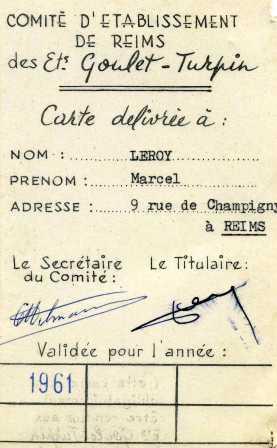 COMITÉ D'ETABLISSEMENT
DE REIMS
des Ets Goulet-Turpin
Carte délivrée à :
NOM : LEROY
PRENOM : Marcel
ADRESSE : 9 rue de Champigny
à REIMS
Le Secrétaire du Comité :
Le Titulaire :
Validée pour l'année :
1961